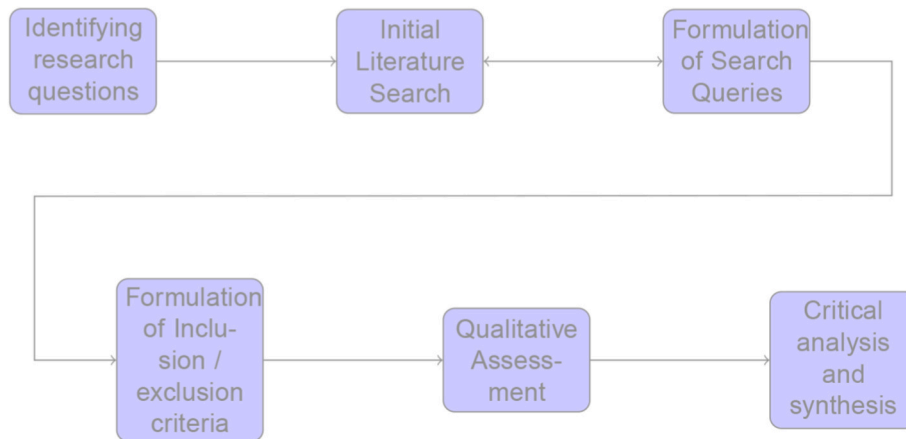 Identifying
research
questions
Initial
Literature
Search
Formulation
of Search
Queries
Formulation
of Inclu-
sion /
exclusion
criteria
Qualitative
Assess-
ment
Critical
analysis
and
synthesis